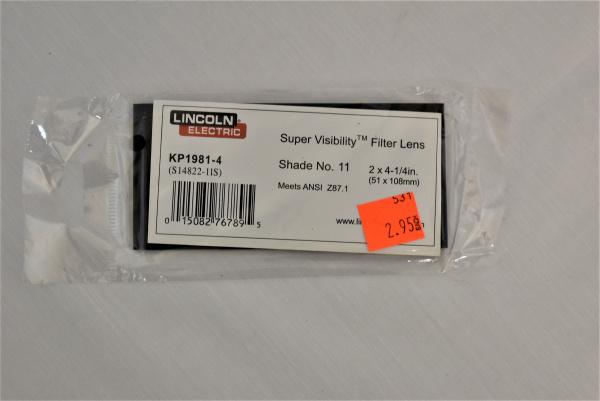 LINCOLN
ELECTRIC
Super Visibility™ Filter Lens
KP1981-4
(S14822-11S)
Shade No. 11
2 x 4-1/4in.
(51 x 108mm)
Meets ANSI Z87.1
0 15082 76789 5
531
2.95